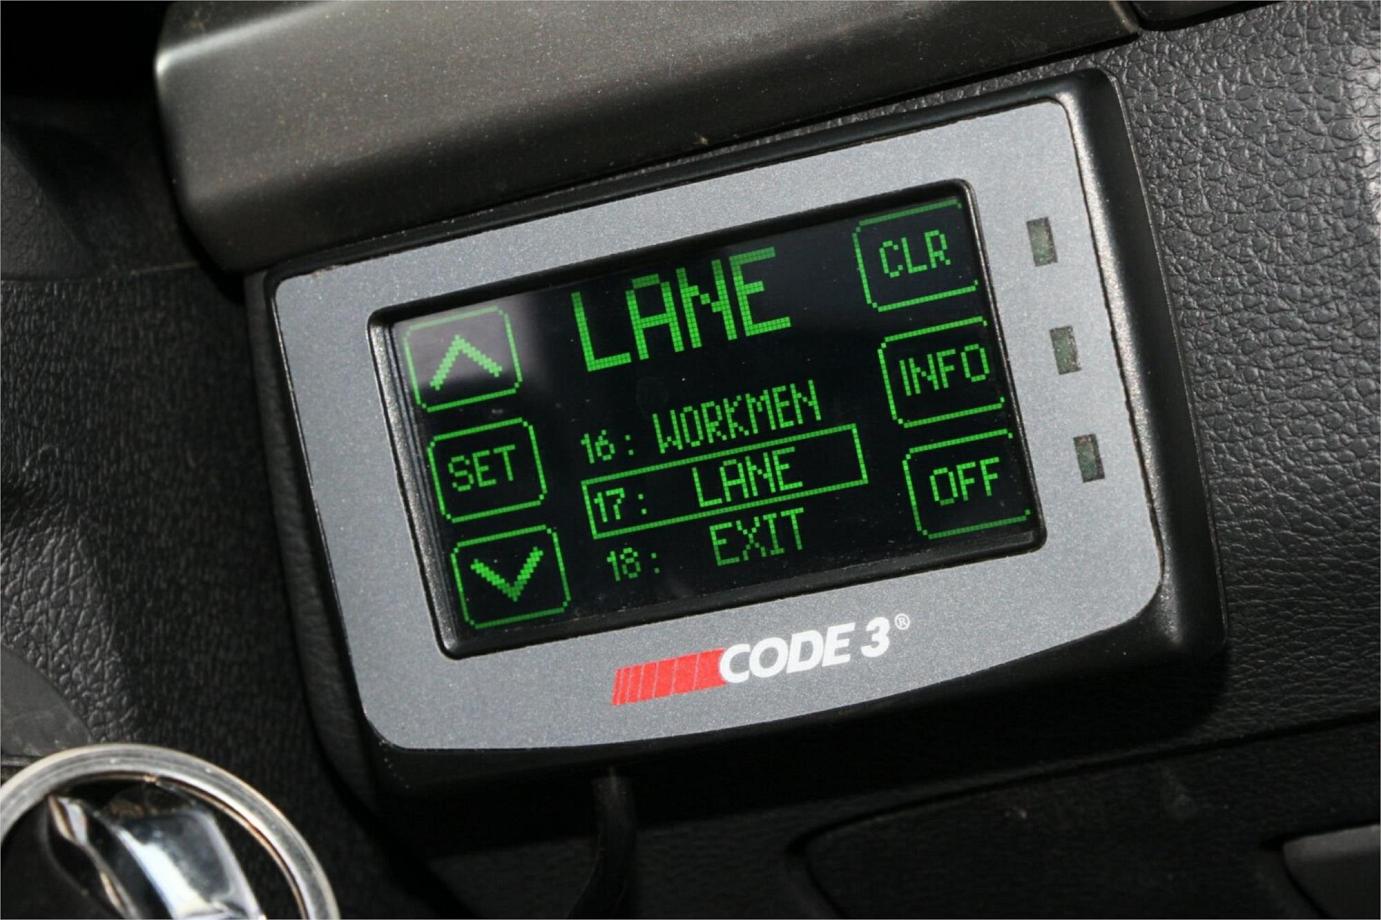 LANE
CLR
INFO
SET
16: WORKMEN
17: LANE
18: EXIT
OFF
CODE 3®